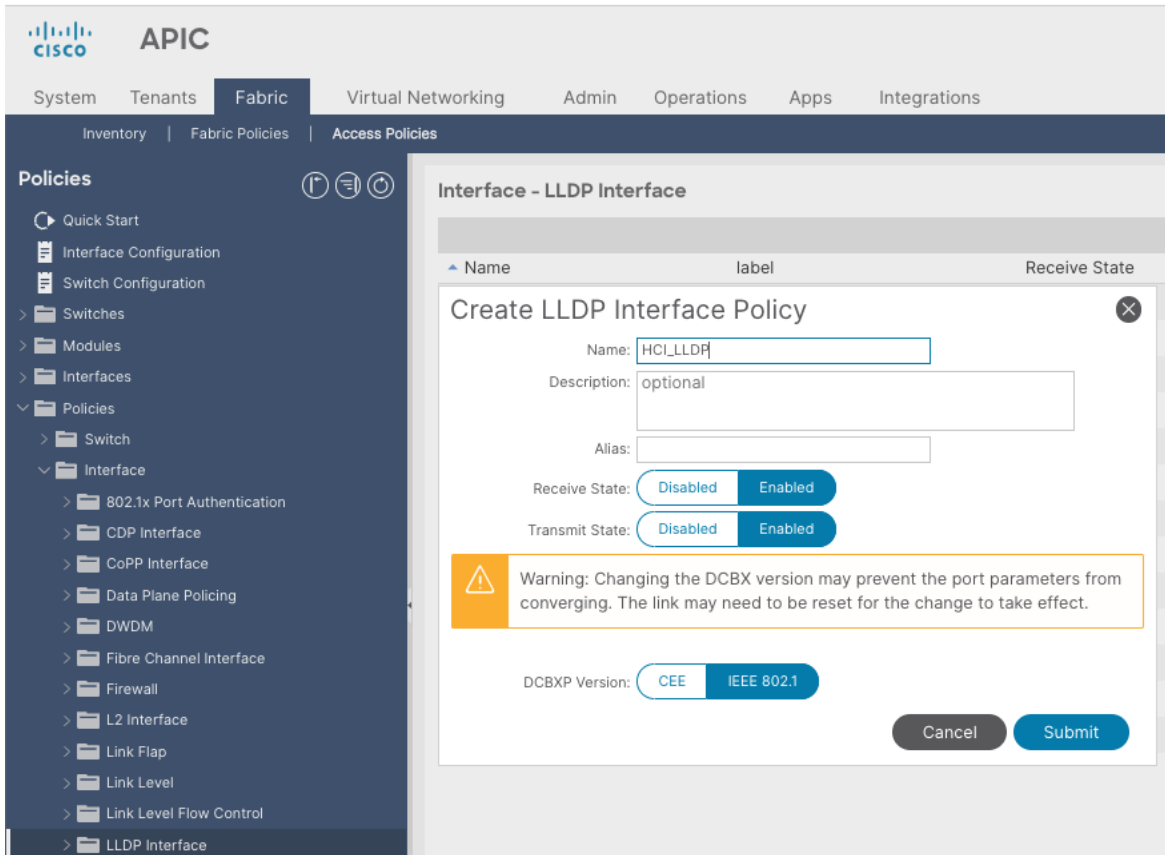 CISCO
APIC
System Tenants Fabric Virtual Networking Admin Operations Apps Integrations
Inventory | Fabric Policies | Access Policies
Policies
Quick Start
Interface Configuration
Switch Configuration
Switches
Modules
Interfaces
Policies
Switch
Interface
802.1x Port Authentication
CDP Interface
CoPP Interface
Data Plane Policing
DWDM
Fibre Channel Interface
Firewall
L2 Interface
Link Flap
Link Level
Link Level Flow Control
LLDP Interface
Interface - LLDP Interface
Name label Receive State
Create LLDP Interface Policy
Name: HCI_LLDP
Description: optional
Alias:
Receive State: Disabled Enabled
Transmit State: Disabled Enabled
Warning: Changing the DCBX version may prevent the port parameters from
converging. The link may need to be reset for the change to take effect.
DCBXP Version: CEE IEEE 802.1
Cancel Submit